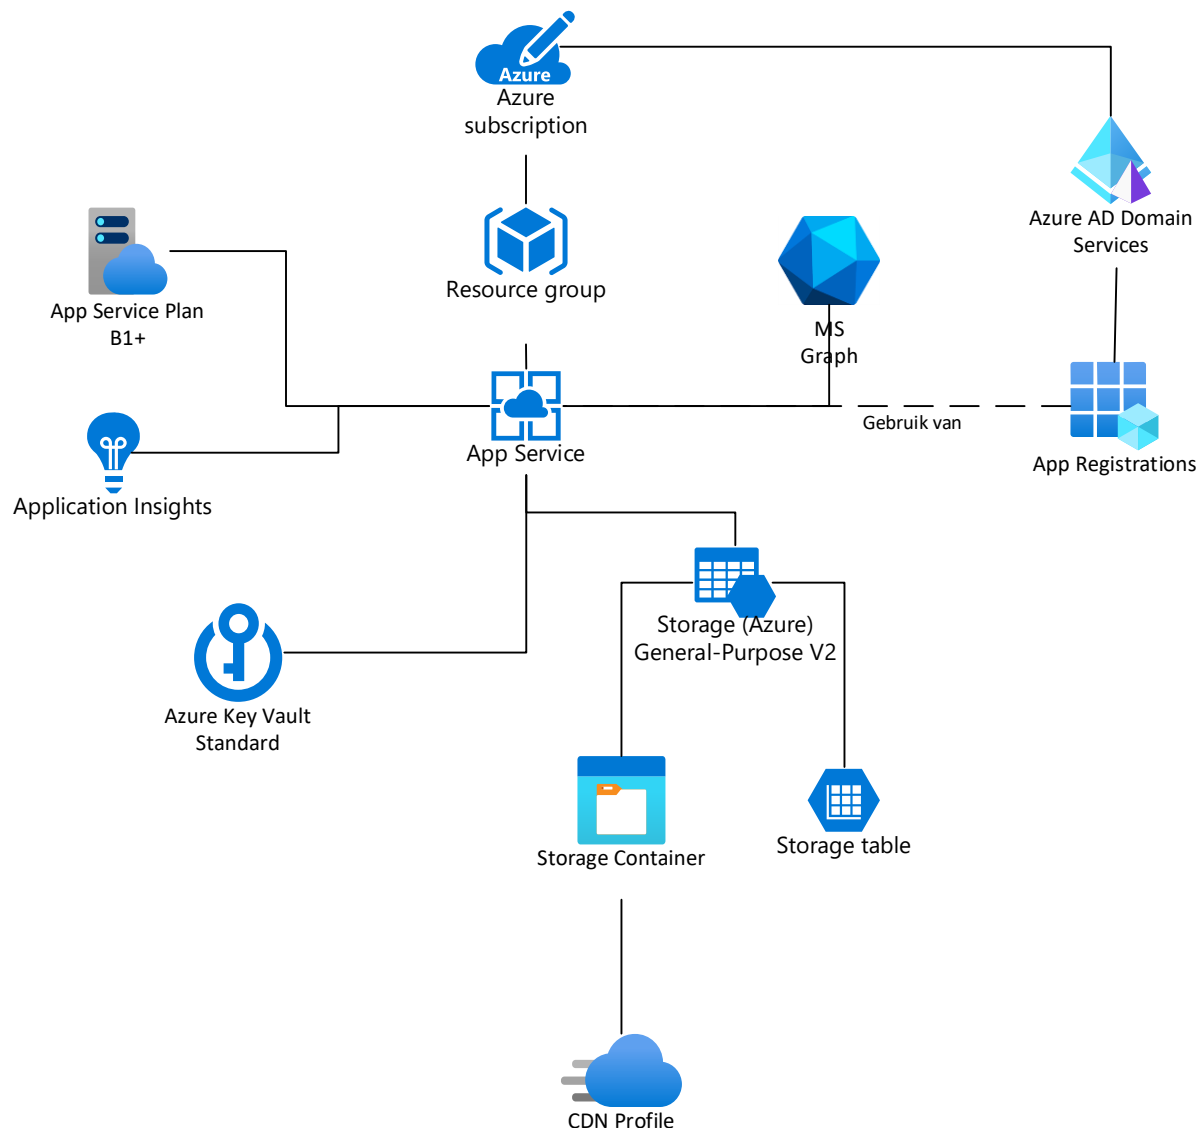 Azure
Azure
subscription
Azure AD Domain
Services
Resource group
App Service Plan
B1+
MS
Graph
Gebruik van
App Service
App Registrations
Application Insights
Storage (Azure)
General-Purpose V2
Azure Key Vault
Standard
Storage Container
Storage table
CDN Profile